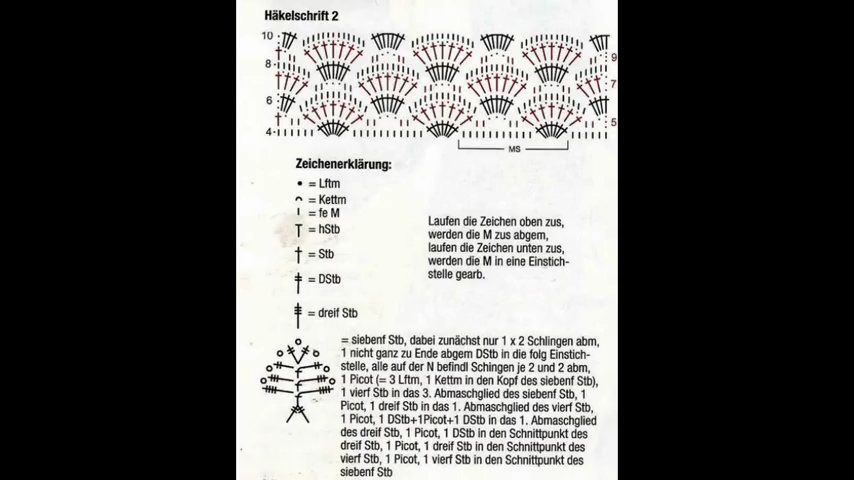 Häkelschrift 2
10
9
8
7
6
5
4
MS
Zeichenerklärung:
• = Lftm
= Kettm
= fe M
= hStb
= Stb
= DStb
= dreif Stb
Laufen die Zeichen oben zus,
werden die M zus abgem,
laufen die Zeichen unten zus,
werden die M in eine Einstich-
stelle gearb.
= siebenf Stb, dabei zunächst nur 1 x 2 Schlingen abm,
1 nicht ganz zu Ende abgem DStb in die folg Einstich-
stelle, alle auf der N befindl Schingen je 2 und 2 abm,
1 Picot (= 3 Lftm, 1 Kettm in den Kopf des siebenf Stb),
1 vierf Stb in das 3. Abmaschglied des siebenf Stb, 1
Picot, 1 dreif Stb in das 1. Abmaschglied des vierf Stb,
1 Picot, 1 DStb+1Picot+1 DStb in das 1. Abmaschglied
des dreif Stb, 1 Picot, 1 DStb in den Schnittpunkt des
dreif Stb, 1 Picot, 1 dreif Stb in den Schnittpunkt des
vierf Stb, 1 Picot, 1 vierf Stb in den Schnittpunkt des
siebenf Stb